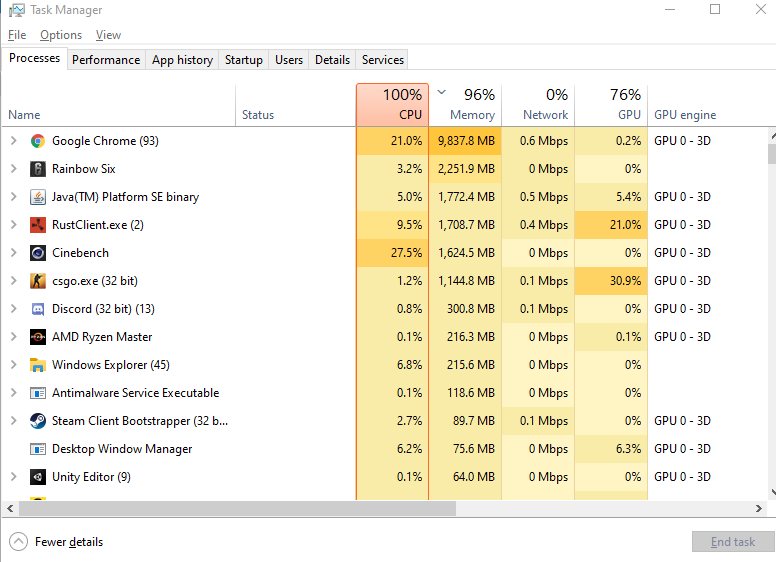 Task Manager
File Options View
Processes Performance App history Startup Users Details Services
100% 96% 0% 76%
Name Status CPU Memory Network GPU GPU engine
Google Chrome (93) 21.0% 9,837.8 MB 0.6 Mbps 0.2% GPU 0 - 3D
Rainbow Six 3.2% 2,251.9 MB 0 Mbps 0%
Java(TM) Platform SE binary 5.0% 1,772.4 MB 0.5 Mbps 5.4% GPU 0 - 3D
RustClient.exe (2) 9.5% 1,708.7 MB 0.4 Mbps 21.0% GPU 0 - 3D
Cinebench 27.5% 1,624.5 MB 0 Mbps 0% GPU 0 - 3D
csgo.exe (32 bit) 1.2% 1,144.8 MB 0.1 Mbps 30.9% GPU 0 - 3D
Discord (32 bit) (13) 0.8% 300.8 MB 0.1 Mbps 0% GPU 0 - 3D
AMD Ryzen Master 0.1% 216.3 MB 0 Mbps 0.1% GPU 0 - 3D
Windows Explorer (45) 6.8% 215.6 MB 0 Mbps 0% GPU 0 - 3D
Antimalware Service Executable 0.1% 118.6 MB 0 Mbps 0%
Steam Client Bootstrapper (32 b... 2.7% 89.7 MB 0.1 Mbps 0% GPU 0 - 3D
Desktop Window Manager 6.2% 75.6 MB 0 Mbps 6.3% GPU 0 - 3D
Unity Editor (9) 0.1% 64.0 MB 0 Mbps 0% GPU 0 - 3D
Fewer details End task